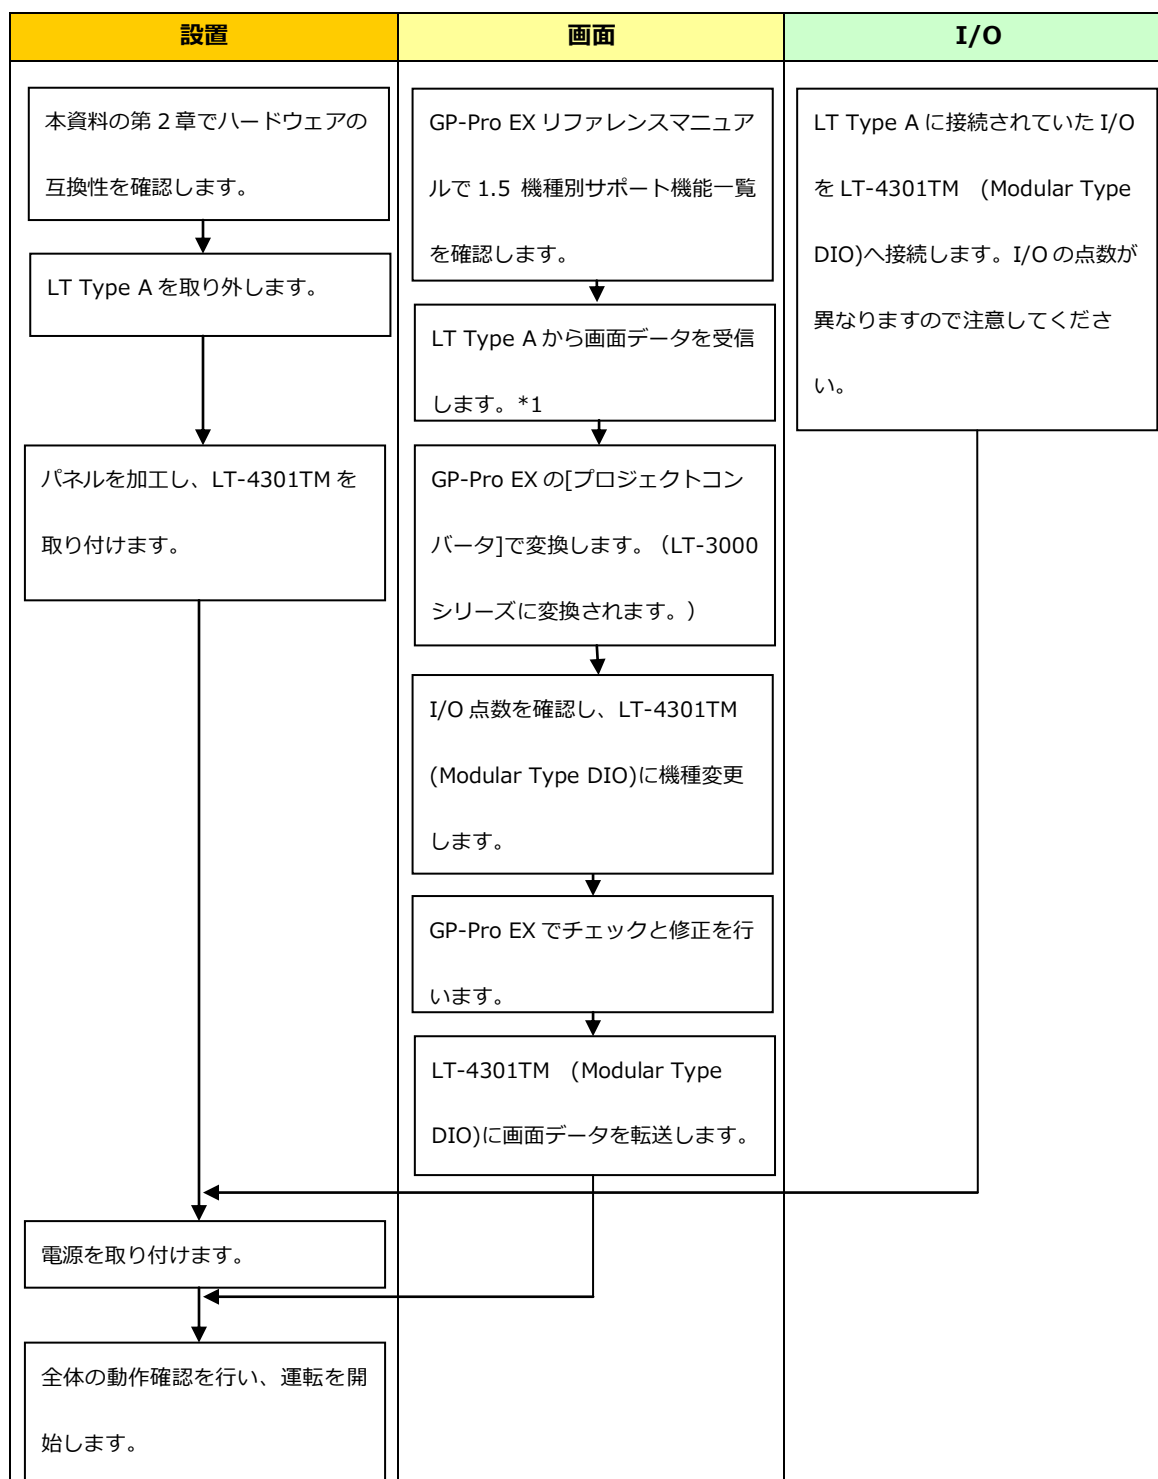 設置
画面
I/O
本資料の第 2 章でハードウェアの
互換性を確認します。
LT Type A を取り外します。
パネルを加工し、LT-4301TM を
取り付けます。
電源を取り付けます。
全体の動作確認を行い、運転を開
始します。
GP-Pro EX リファレンスマニュア
ルで 1.5 機種別サポート機能一覧
を確認します。
LT Type A から画面データを受信
します。*1
GP-Pro EX の[プロジェクトコン
バータ]で変換します。（LT-3000
シリーズに変換されます。）
I/O 点数を確認し、LT-4301TM
(Modular Type DIO)に機種変更
します。
GP-Pro EX でチェックと修正を行
います。
LT-4301TM　(Modular Type
DIO)に画面データを転送します。
LT Type A に接続されていた I/O
を LT-4301TM　(Modular Type
DIO)へ接続します。I/O の点数が
異なりますので注意してくださ
い。